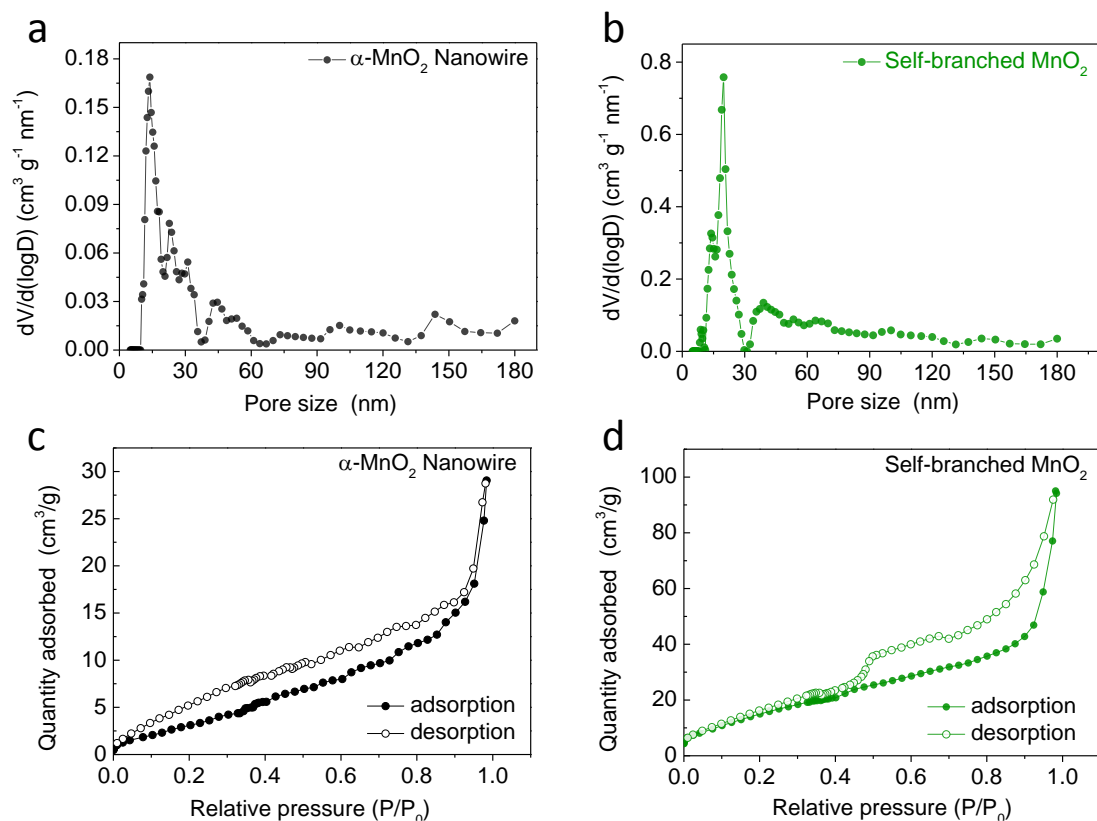 a
α-MnO₂ Nanowire
0.18
0.15
0.12
0.09
0.06
0.03
0.00
dV/d(logD) (cm³ g⁻¹ nm⁻¹)
0 30 60 90 120 150 180
Pore size (nm)
b
Self-branched MnO₂
0.8
0.6
0.4
0.2
0.0
dV/d(logD) (cm³ g⁻¹ nm⁻¹)
0 30 60 90 120 150 180
Pore size (nm)
c
α-MnO₂ Nanowire
30
25
20
15
10
5
0
Quantity adsorbed (cm³/g)
adsorption
desorption
0.0 0.2 0.4 0.6 0.8 1.0
Relative pressure (P/P₀)
d
Self-branched MnO₂
100
80
60
40
20
0
Quantity adsorbed (cm³/g)
adsorption
desorption
0.0 0.2 0.4 0.6 0.8 1.0
Relative pressure (P/P₀)